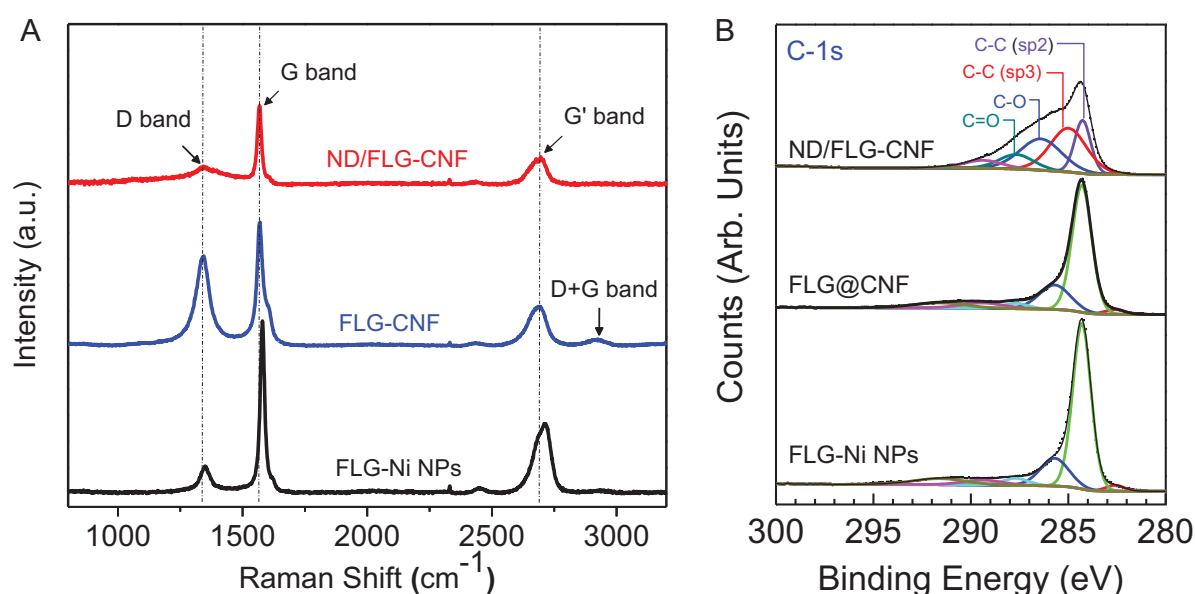 A
G band
D band
G' band
ND/FLG-CNF
D+G band
FLG-CNF
FLG-Ni NPs
Intensity (a.u.)
1000 1500 2000 2500 3000
Raman Shift (cm-1)
B
C-1s
C-C (sp2)
C-C (sp3)
C-O
C=O
ND/FLG-CNF
FLG@CNF
FLG-Ni NPs
Counts (Arb. Units)
300 295 290 285 280
Binding Energy (eV)